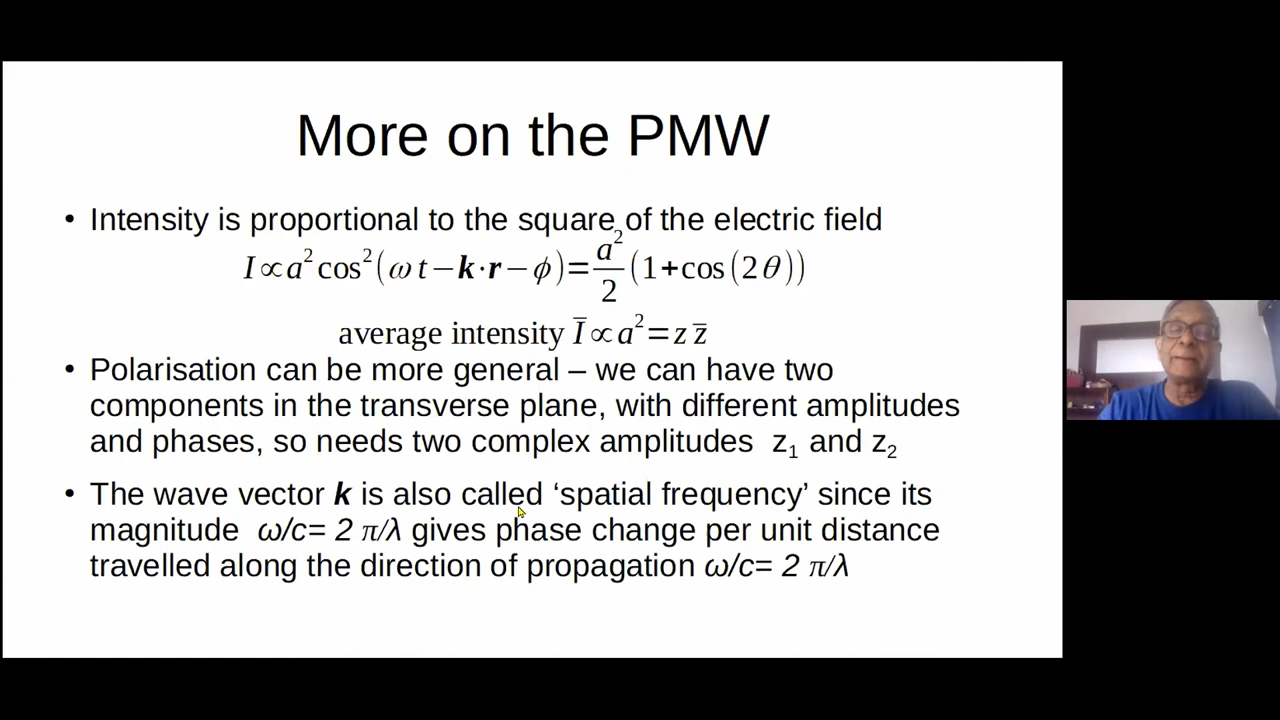 More on the PMW
• Intensity is proportional to the square of the electric field
I ∝ a² cos² (ω t − k · r − ϕ) = a²/2 (1 + cos (2 θ))
average intensity Ī ∝ a² = z z̄
• Polarisation can be more general – we can have two
components in the transverse plane, with different amplitudes
and phases, so needs two complex amplitudes z₁ and z₂
• The wave vector k is also called ‘spatial frequency’ since its
magnitude ω/c= 2 π/λ gives phase change per unit distance
travelled along the direction of propagation ω/c= 2 π/λ